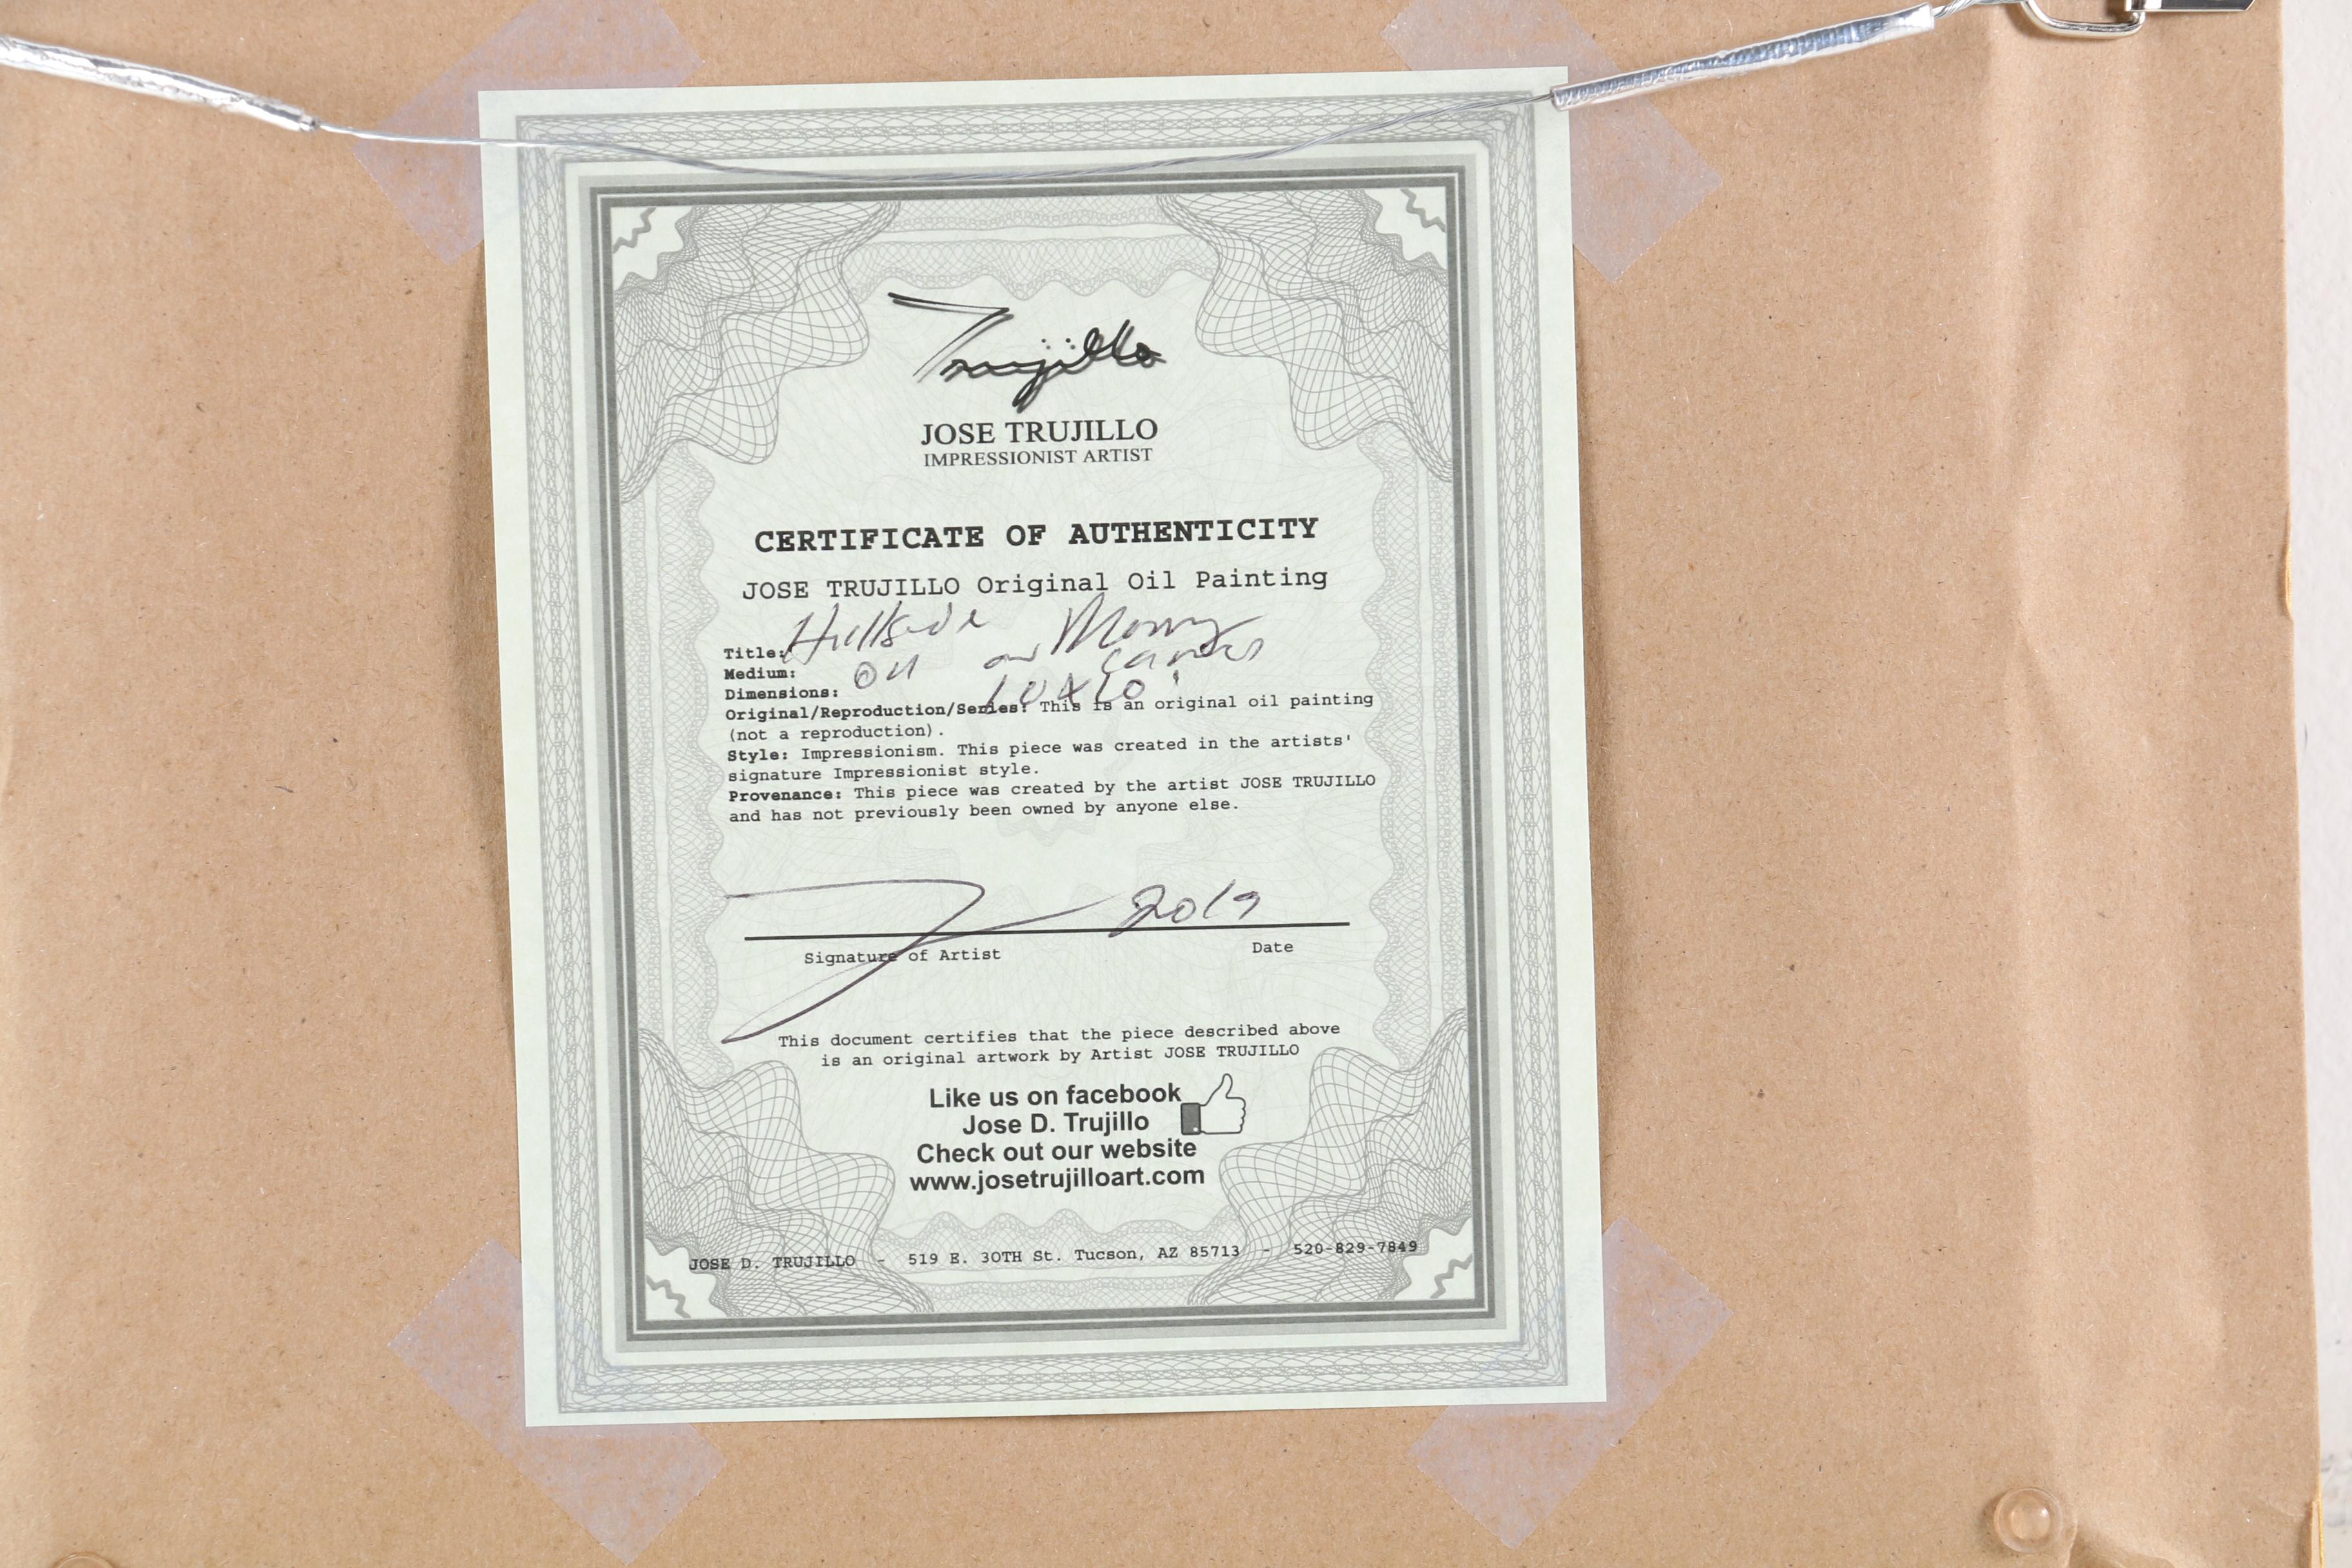 Trujillo
JOSE TRUJILLO
IMPRESSIONIST ARTIST
CERTIFICATE OF AUTHENTICITY
JOSE TRUJILLO Original Oil Painting
Title: Hillside
Medium: Oil on canvas
Dimensions:
Original/Reproduction/Series: This is an original oil painting
(not a reproduction).
Style: Impressionism. This piece was created in the artists'
signature Impressionist style.
Provenance: This piece was created by the artist JOSE TRUJILLO
and has not previously been owned by anyone else.
2019
Signature of Artist Date
This document certifies that the piece described above
is an original artwork by Artist JOSE TRUJILLO
Like us on facebook
Jose D. Trujillo
Check out our website
www.josetrujilloart.com
JOSE D. TRUJILLO - 519 E. 30TH St. Tucson, AZ 85713 - 520-829-7849